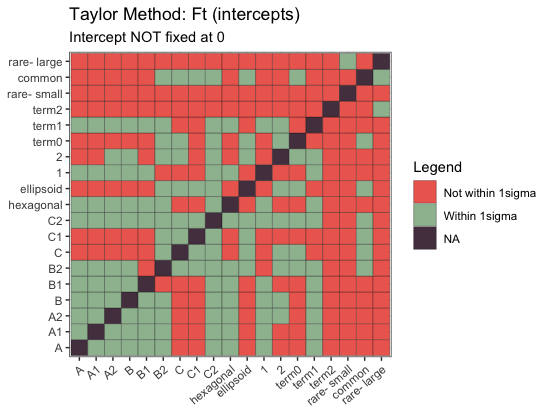 Taylor Method: Ft (intercepts)
Intercept NOT fixed at 0
rare- large
common
rare- small
term2
term1
term0
2
1
ellipsoid
hexagonal
C2
C1
C
B2
B1
B
A2
A1
A
A
A1
A2
B
B1
B2
C
C1
C2
hexagonal
ellipsoid
1
2
term0
term1
term2
rare- small
common
rare- large
Legend
Not within 1sigma
Within 1sigma
NA